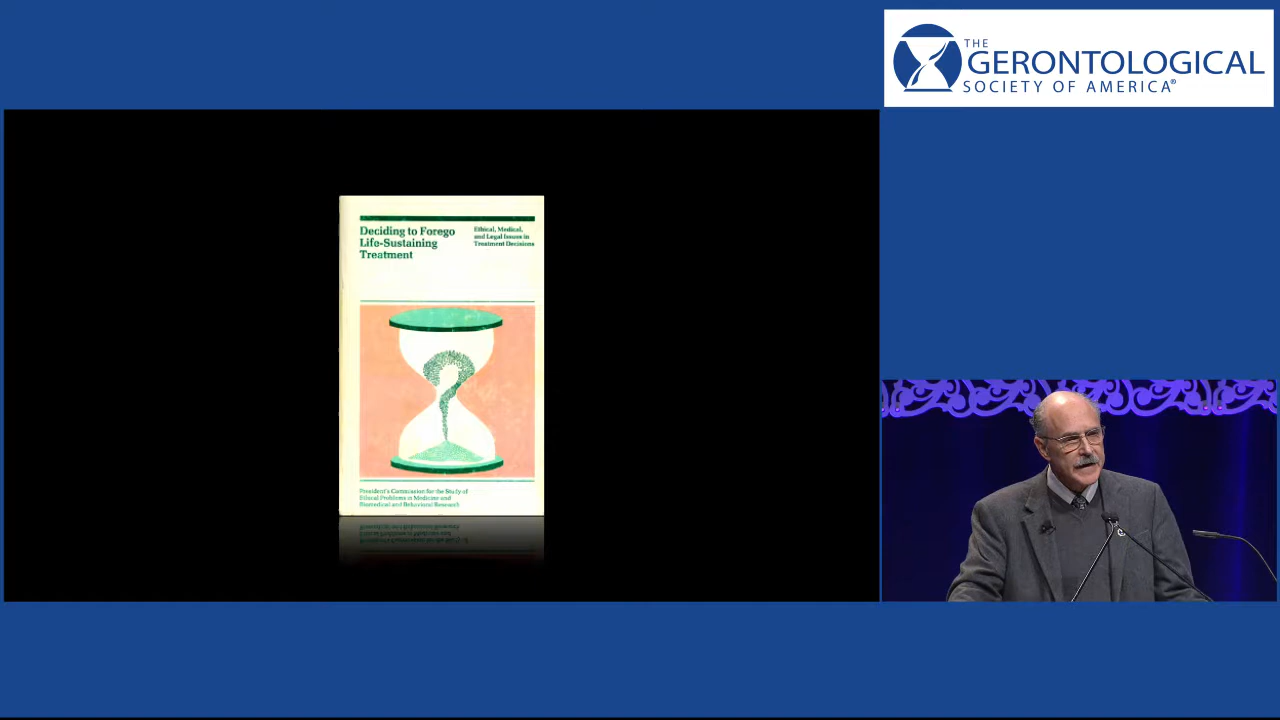 THE
GERONTOLOGICAL
SOCIETY OF AMERICA®
Deciding to Forego
Life-Sustaining
Treatment
Ethical, Medical,
and Legal Issues in
Treatment Decisions
President's Commission for the Study of
Ethical Problems in Medicine and
Biomedical and Behavioral Research